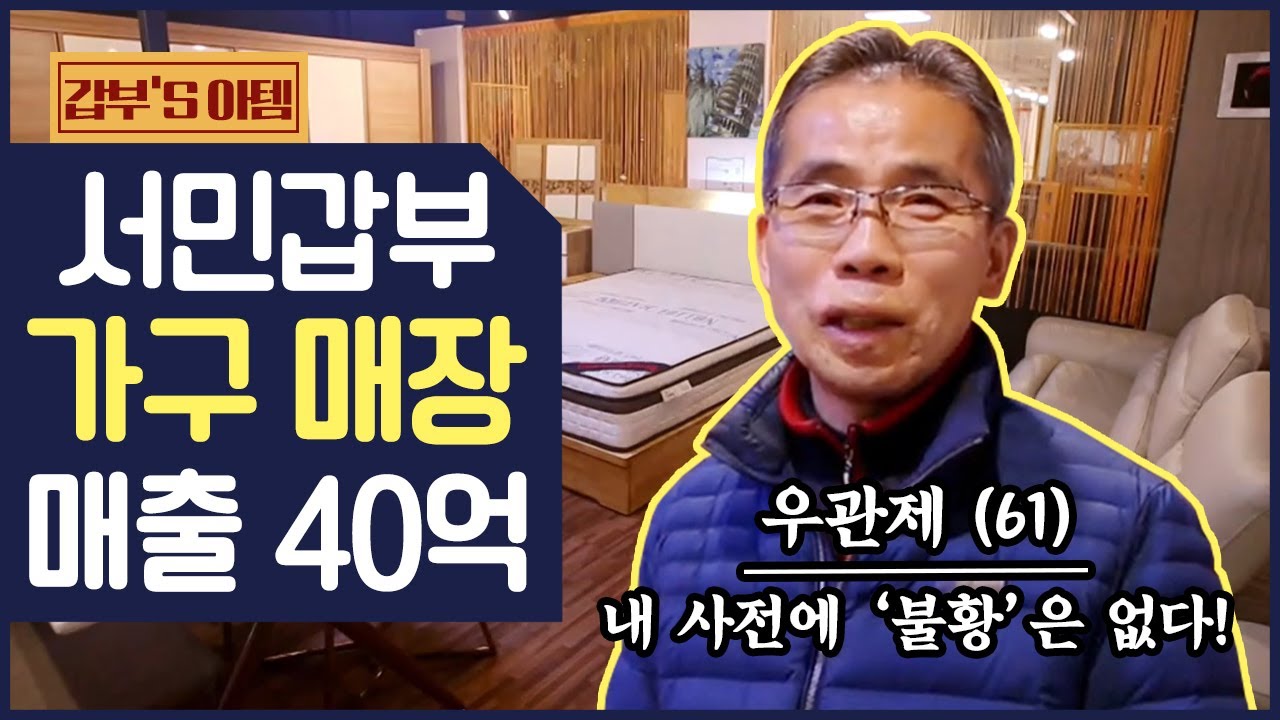 갑부'S 아템
서민갑부
가구 매장
매출 40억
우관제 (61)
내 사전에 ‘불황’은 없다!